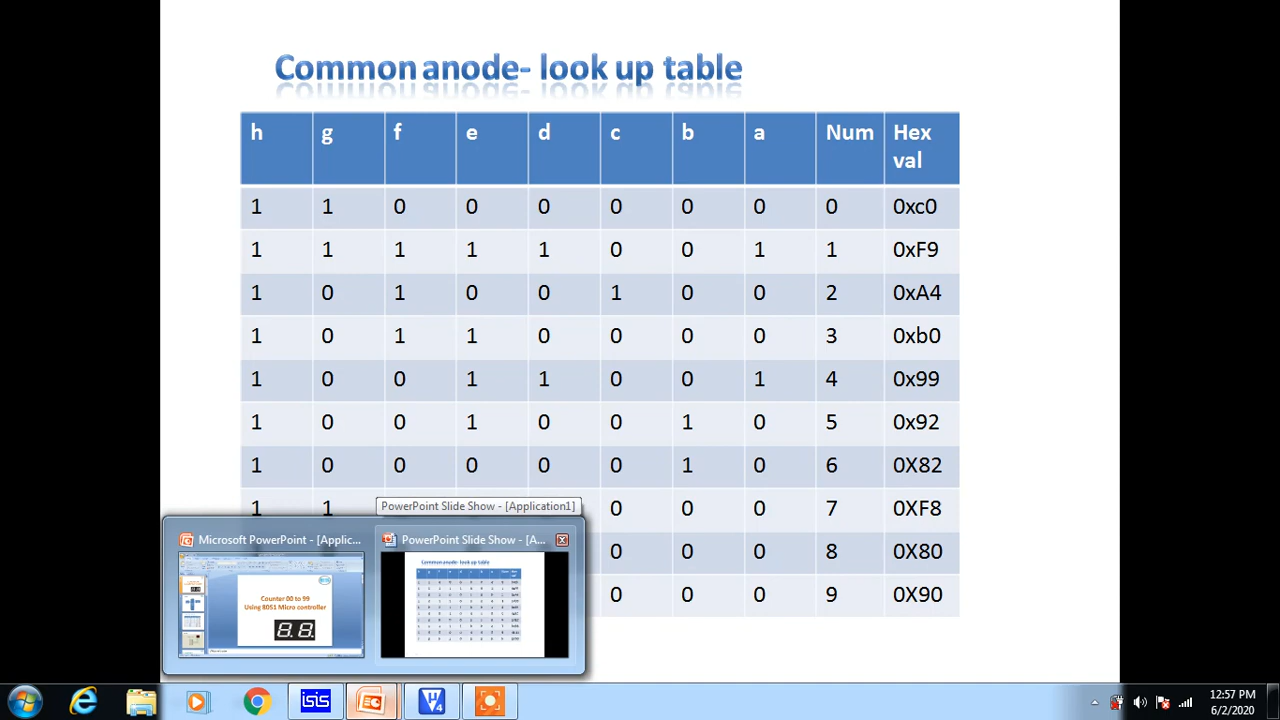 Common anode- look up table
h g f e d c b a Num Hex val
1 1 0 0 0 0 0 0 0 0xc0
1 1 1 1 1 0 0 1 1 0xF9
1 0 1 0 0 1 0 0 2 0xA4
1 0 1 1 0 0 0 0 3 0xb0
1 0 0 1 1 0 0 1 4 0x99
1 0 0 1 0 0 1 0 5 0x92
1 0 0 0 0 0 1 0 6 0X82
1 1 0 0 0 7 0XF8
0 0 0 8 0X80
0 0 0 9 0X90
PowerPoint Slide Show - [Application1]
Microsoft PowerPoint - [Applic...
PowerPoint Slide Show - [A...
Counter 00 to 99
Using 8051 Micro controller
8.8.
Common anode- look up table
isis
12:57 PM
6/2/2020